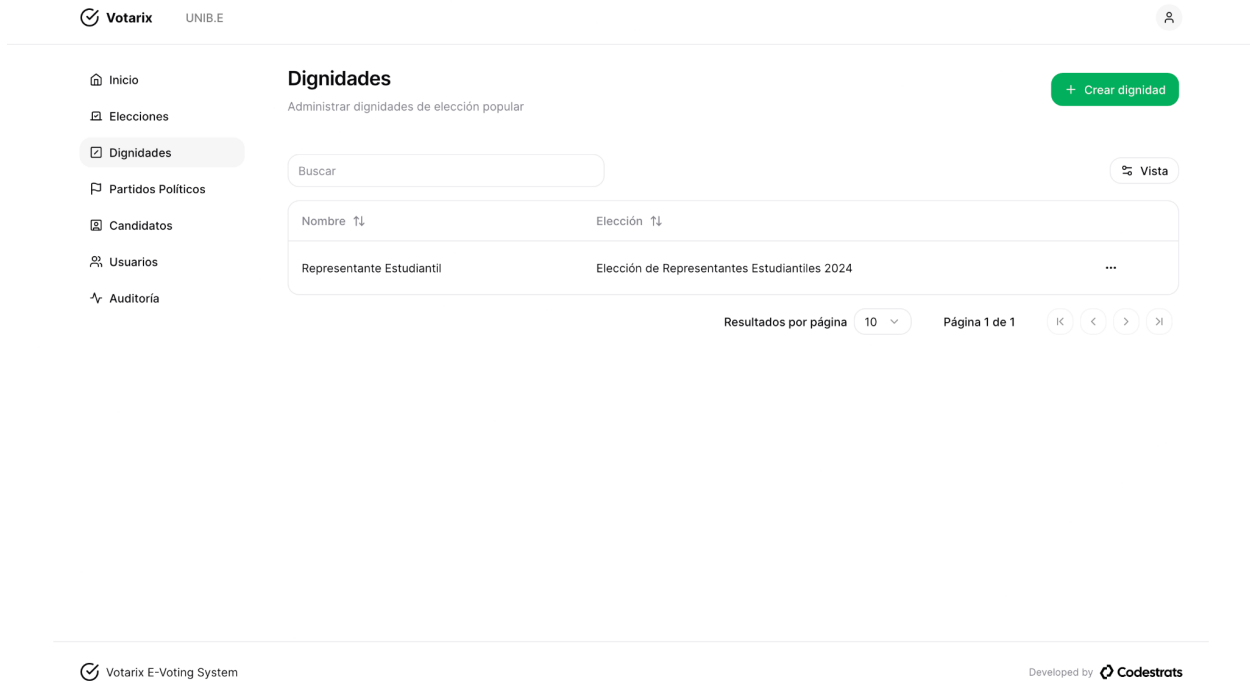 Votarix
UNIB.E
Inicio
Elecciones
Dignidades
Partidos Políticos
Candidatos
Usuarios
Auditoría
Dignidades
Administrar dignidades de elección popular
+ Crear dignidad
Buscar
Vista
Nombre
Elección
Representante Estudiantil
Elección de Representantes Estudiantiles 2024
...
Resultados por página
10
Página 1 de 1
Votarix E-Voting System
Developed by Codestrats